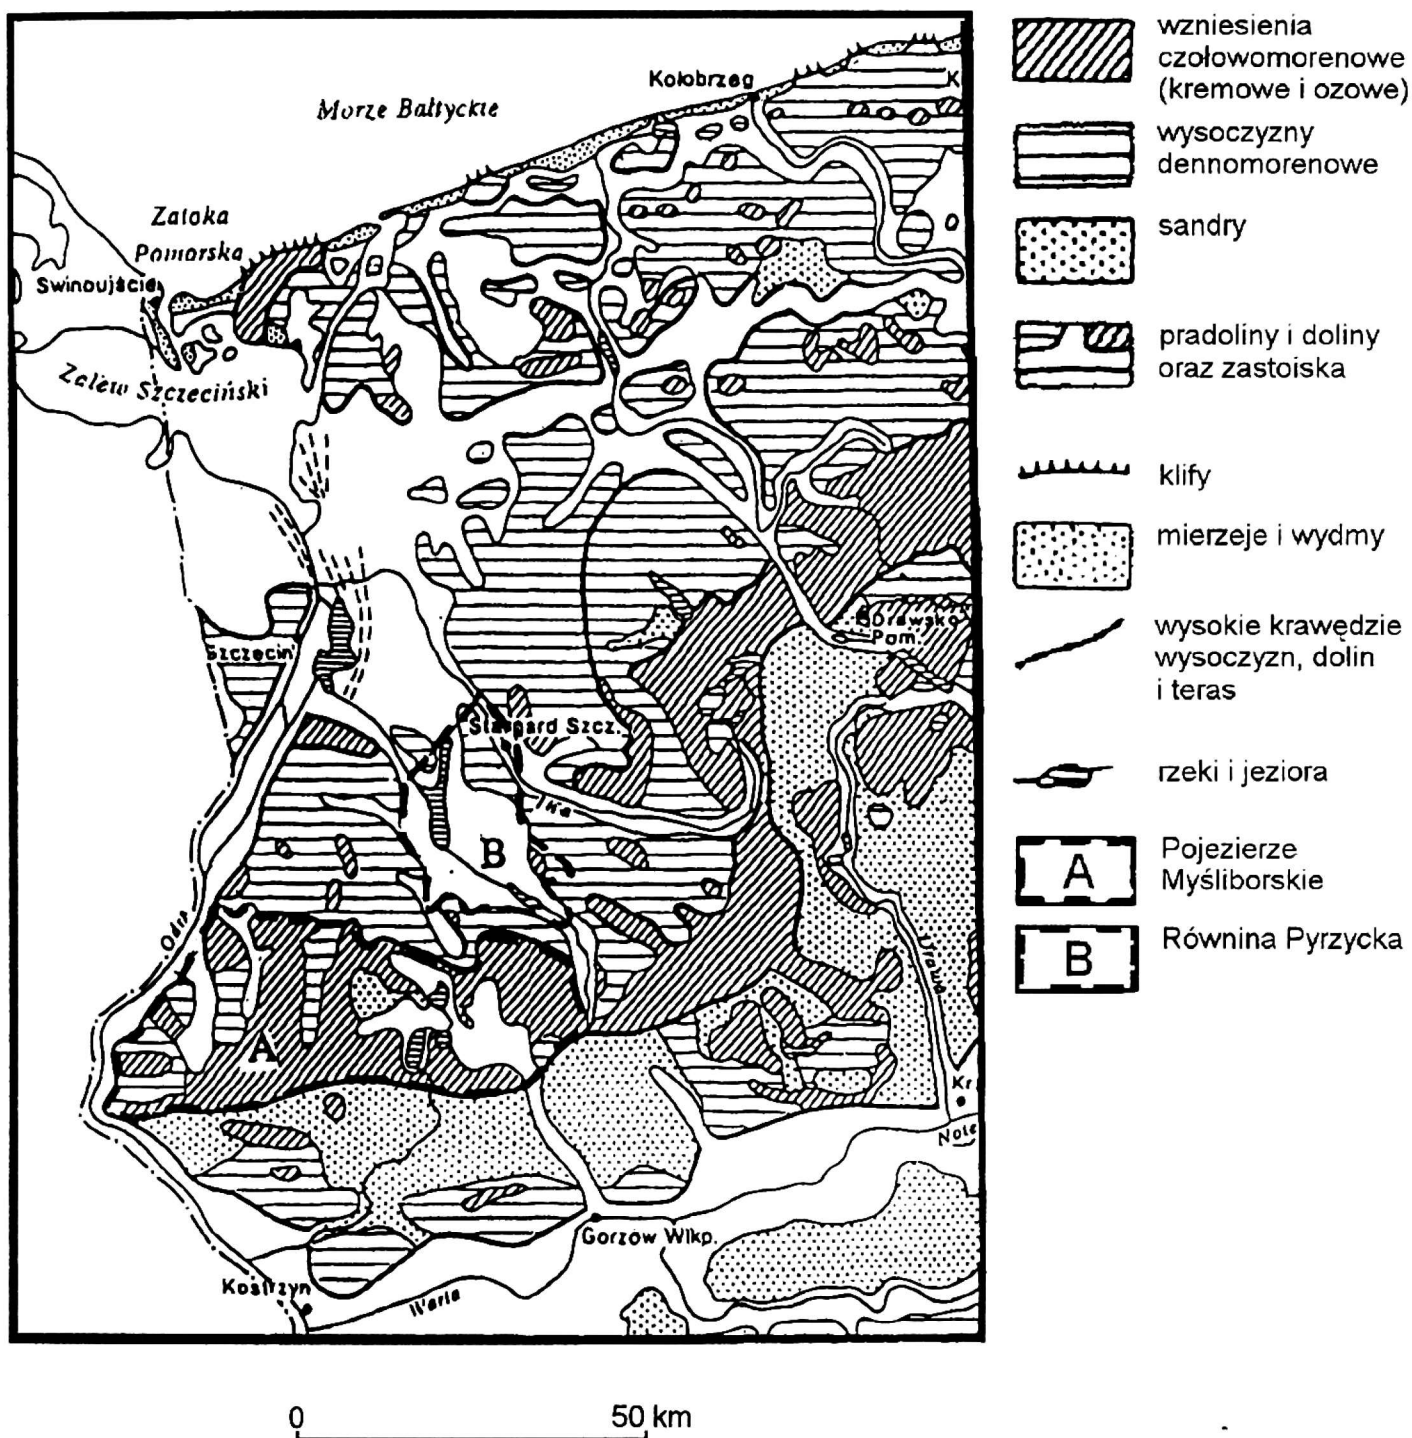 Kołobrzeg
K
Morze Bałtyckie
Zatoka
Pomorska
Świnoujście
Zalew Szczeciński
Drawsko
Pom.
Szczecin
Stargard Szcz.
Ina
B
Odra
Drawa
A
Kr
Note
Gorzów Wlkp.
Kostrzyn
Warta
0 50 km
wzniesienia
czołowomorenowe
(kremowe i ozowe)
wysoczyzny
dennomorenowe
sandry
pradoliny i doliny
oraz zastoiska
klify
mierzeje i wydmy
wysokie krawędzie
wysoczyzn, dolin
i teras
rzeki i jeziora
A
Pojezierze
Myśliborskie
B
Równina Pyrzycka